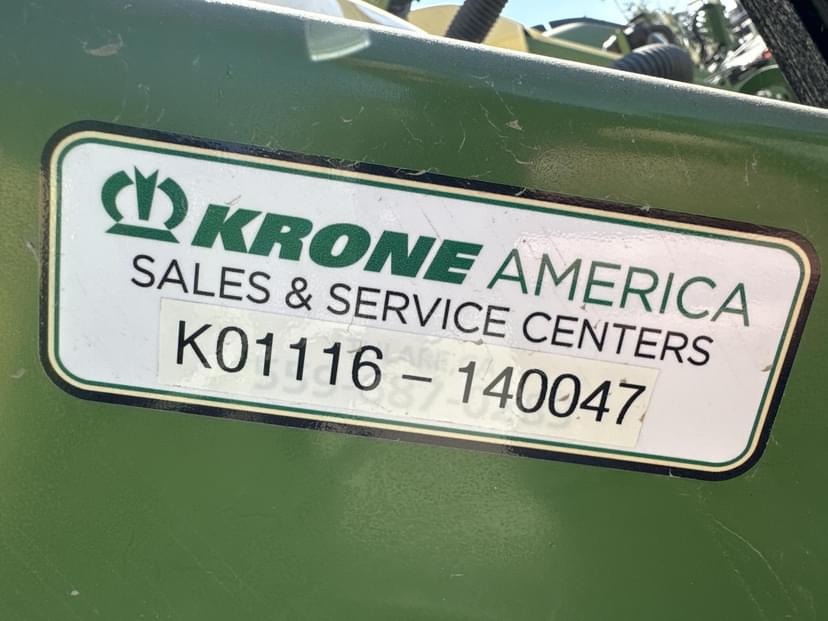 KRONE AMERICA
SALES & SERVICE CENTERS
K01116 – 140047